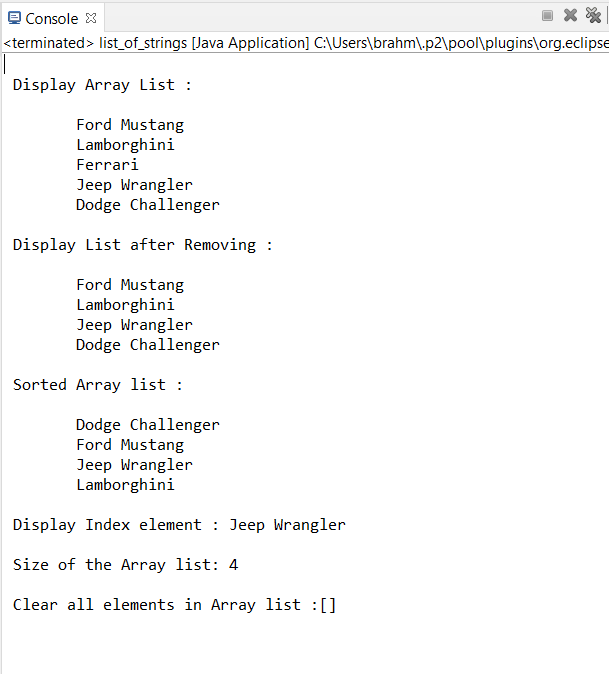 Console
<terminated> list_of_strings [Java Application] C:\Users\brahm\.p2\pool\plugins\org.eclipse
Display Array List :
Ford Mustang
Lamborghini
Ferrari
Jeep Wrangler
Dodge Challenger
Display List after Removing :
Ford Mustang
Lamborghini
Jeep Wrangler
Dodge Challenger
Sorted Array list :
Dodge Challenger
Ford Mustang
Jeep Wrangler
Lamborghini
Display Index element : Jeep Wrangler
Size of the Array list: 4
Clear all elements in Array list :[]